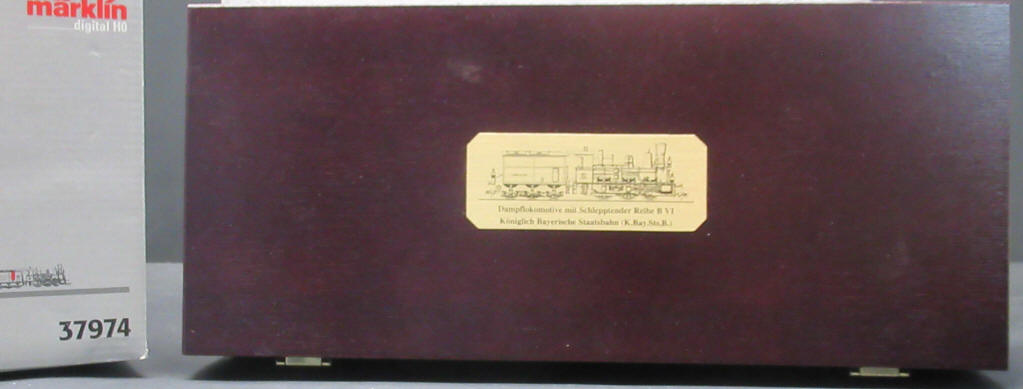 märklin
digital H0
37974
Dampflokomotive mit Schlepptender Reihe B VI
Königlich Bayerische Staatsbahn (K.Bay.Sts.B.)